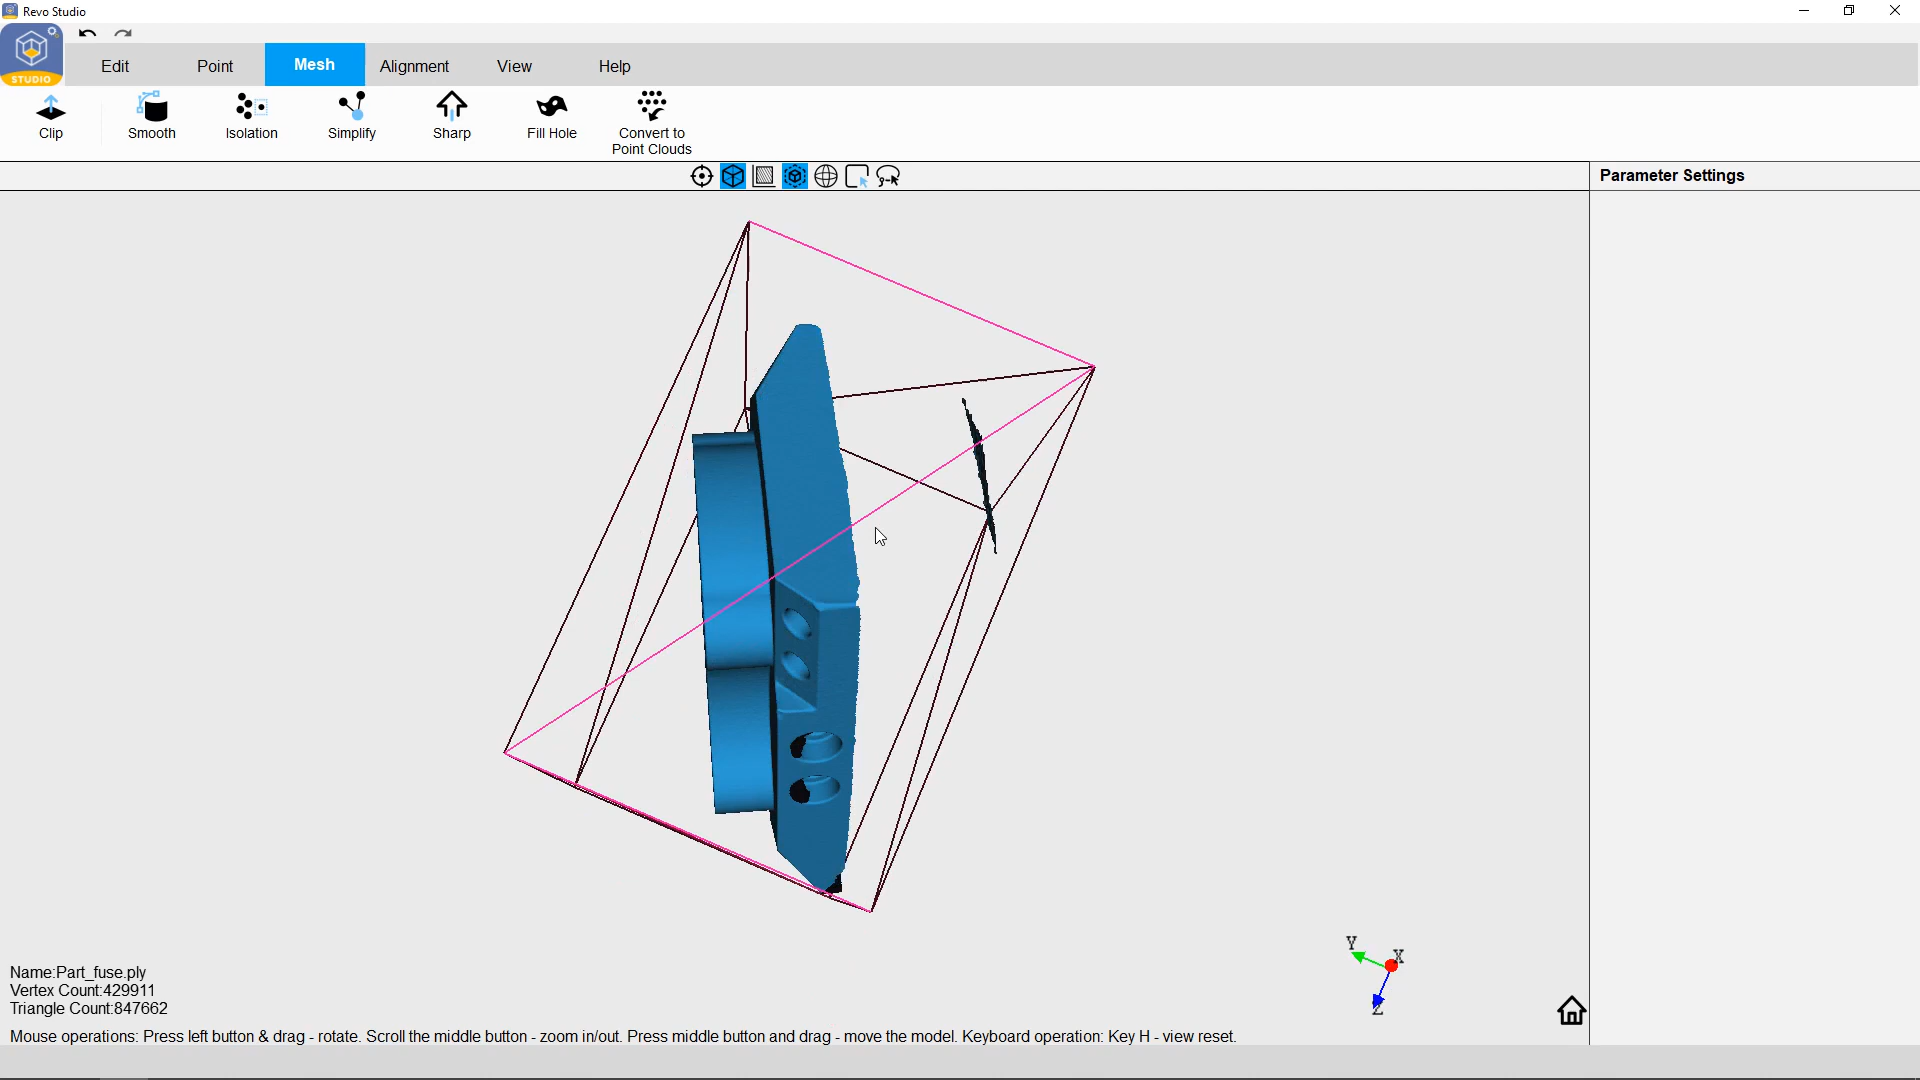 Revo Studio
STUDIO
Edit
Point
Mesh
Alignment
View
Help
Clip
Smooth
Isolation
Simplify
Sharp
Fill Hole
Convert to
Point Clouds
Parameter Settings
Y
X
Z
Name:Part_fuse.ply
Vertex Count:429911
Triangle Count:847662
Mouse operations: Press left button & drag - rotate. Scroll the middle button - zoom in/out. Press middle button and drag - move the model. Keyboard operation: Key H - view reset.